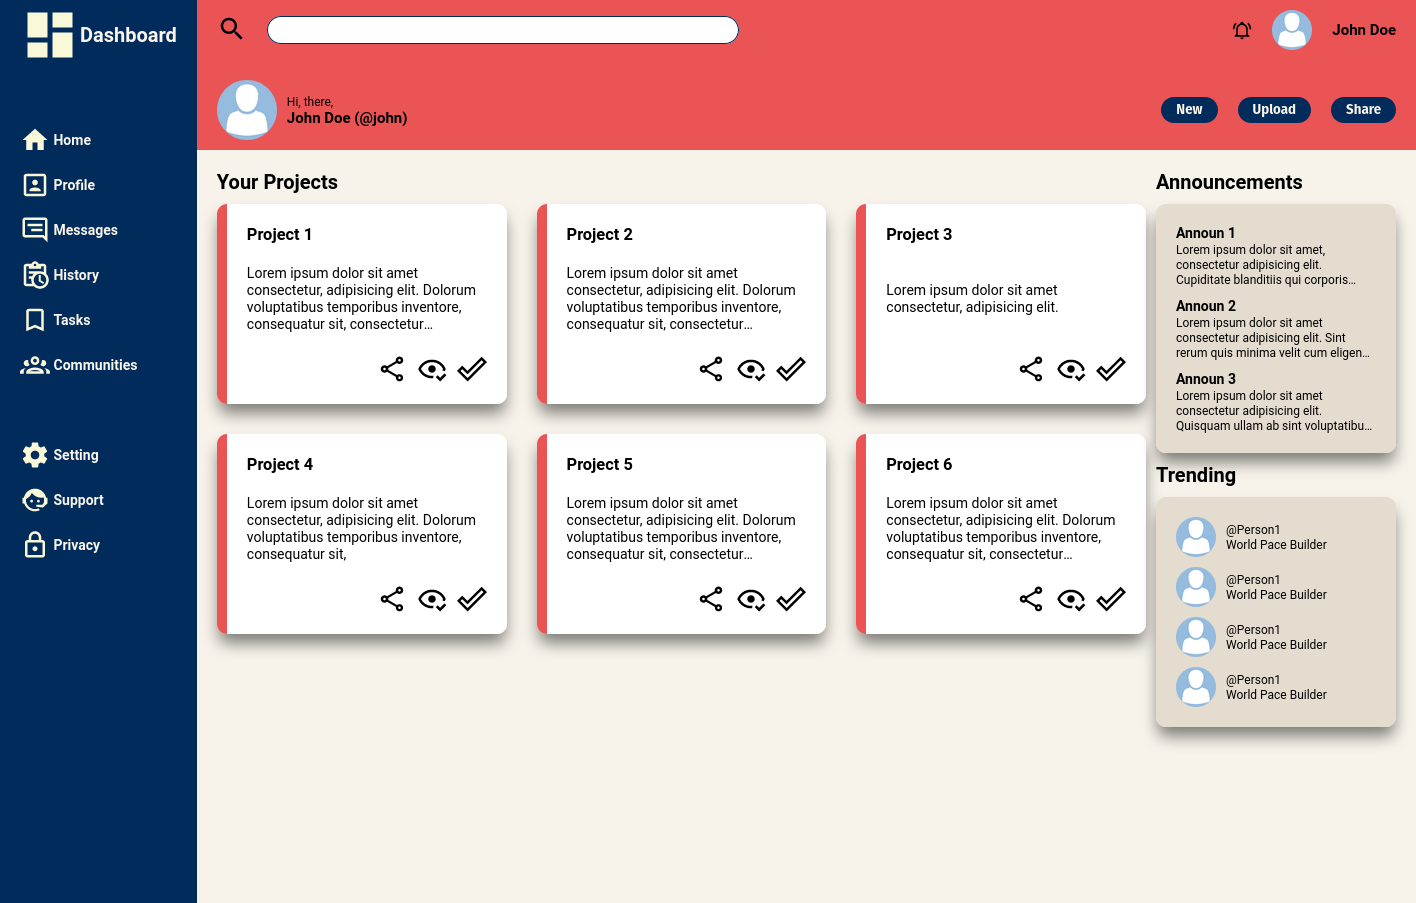 Dashboard
Home
Profile
Messages
History
Tasks
Communities
Setting
Support
Privacy
John Doe
Hi, there,
John Doe (@john)
New
Upload
Share
Your Projects
Project 1
Lorem ipsum dolor sit amet
consectetur, adipisicing elit. Dolorum
voluptatibus temporibus inventore,
consequatur sit, consectetur…
Project 2
Lorem ipsum dolor sit amet
consectetur, adipisicing elit. Dolorum
voluptatibus temporibus inventore,
consequatur sit, consectetur…
Project 3
Lorem ipsum dolor sit amet
consectetur, adipisicing elit.
Project 4
Lorem ipsum dolor sit amet
consectetur, adipisicing elit. Dolorum
voluptatibus temporibus inventore,
consequatur sit,
Project 5
Lorem ipsum dolor sit amet
consectetur, adipisicing elit. Dolorum
voluptatibus temporibus inventore,
consequatur sit, consectetur…
Project 6
Lorem ipsum dolor sit amet
consectetur, adipisicing elit. Dolorum
voluptatibus temporibus inventore,
consequatur sit, consectetur…
Announcements
Announ 1
Lorem ipsum dolor sit amet,
consectetur adipisicing elit.
Cupiditate blanditiis qui corporis…
Announ 2
Lorem ipsum dolor sit amet
consectetur adipisicing elit. Sint
rerum quis minima velit cum eligen…
Announ 3
Lorem ipsum dolor sit amet
consectetur adipisicing elit.
Quisquam ullam ab sint voluptatibu…
Trending
@Person1
World Pace Builder
@Person1
World Pace Builder
@Person1
World Pace Builder
@Person1
World Pace Builder